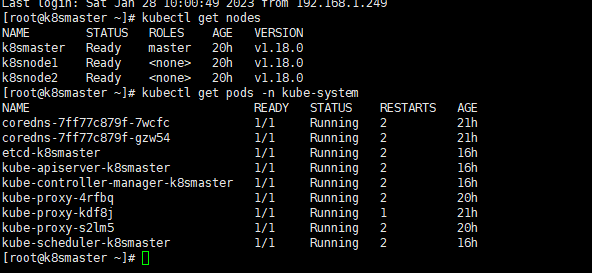 Last login: Sat Jan 28 10:00:49 2023 from 192.168.1.249
[root@k8smaster ~]# kubectl get nodes
NAME        STATUS   ROLES    AGE   VERSION
k8smaster   Ready    master   20h   v1.18.0
k8snode1    Ready    <none>   20h   v1.18.0
k8snode2    Ready    <none>   20h   v1.18.0
[root@k8smaster ~]# kubectl get pods -n kube-system
NAME                                READY   STATUS    RESTARTS   AGE
coredns-7ff77c879f-7wcfc            1/1     Running   2          21h
coredns-7ff77c879f-gzw54            1/1     Running   2          21h
etcd-k8smaster                      1/1     Running   2          16h
kube-apiserver-k8smaster            1/1     Running   2          16h
kube-controller-manager-k8smaster   1/1     Running   2          16h
kube-proxy-4rfbq                    1/1     Running   2          20h
kube-proxy-kdf8j                    1/1     Running   1          21h
kube-proxy-s2lm5                    1/1     Running   2          20h
kube-scheduler-k8smaster            1/1     Running   2          16h
[root@k8smaster ~]#